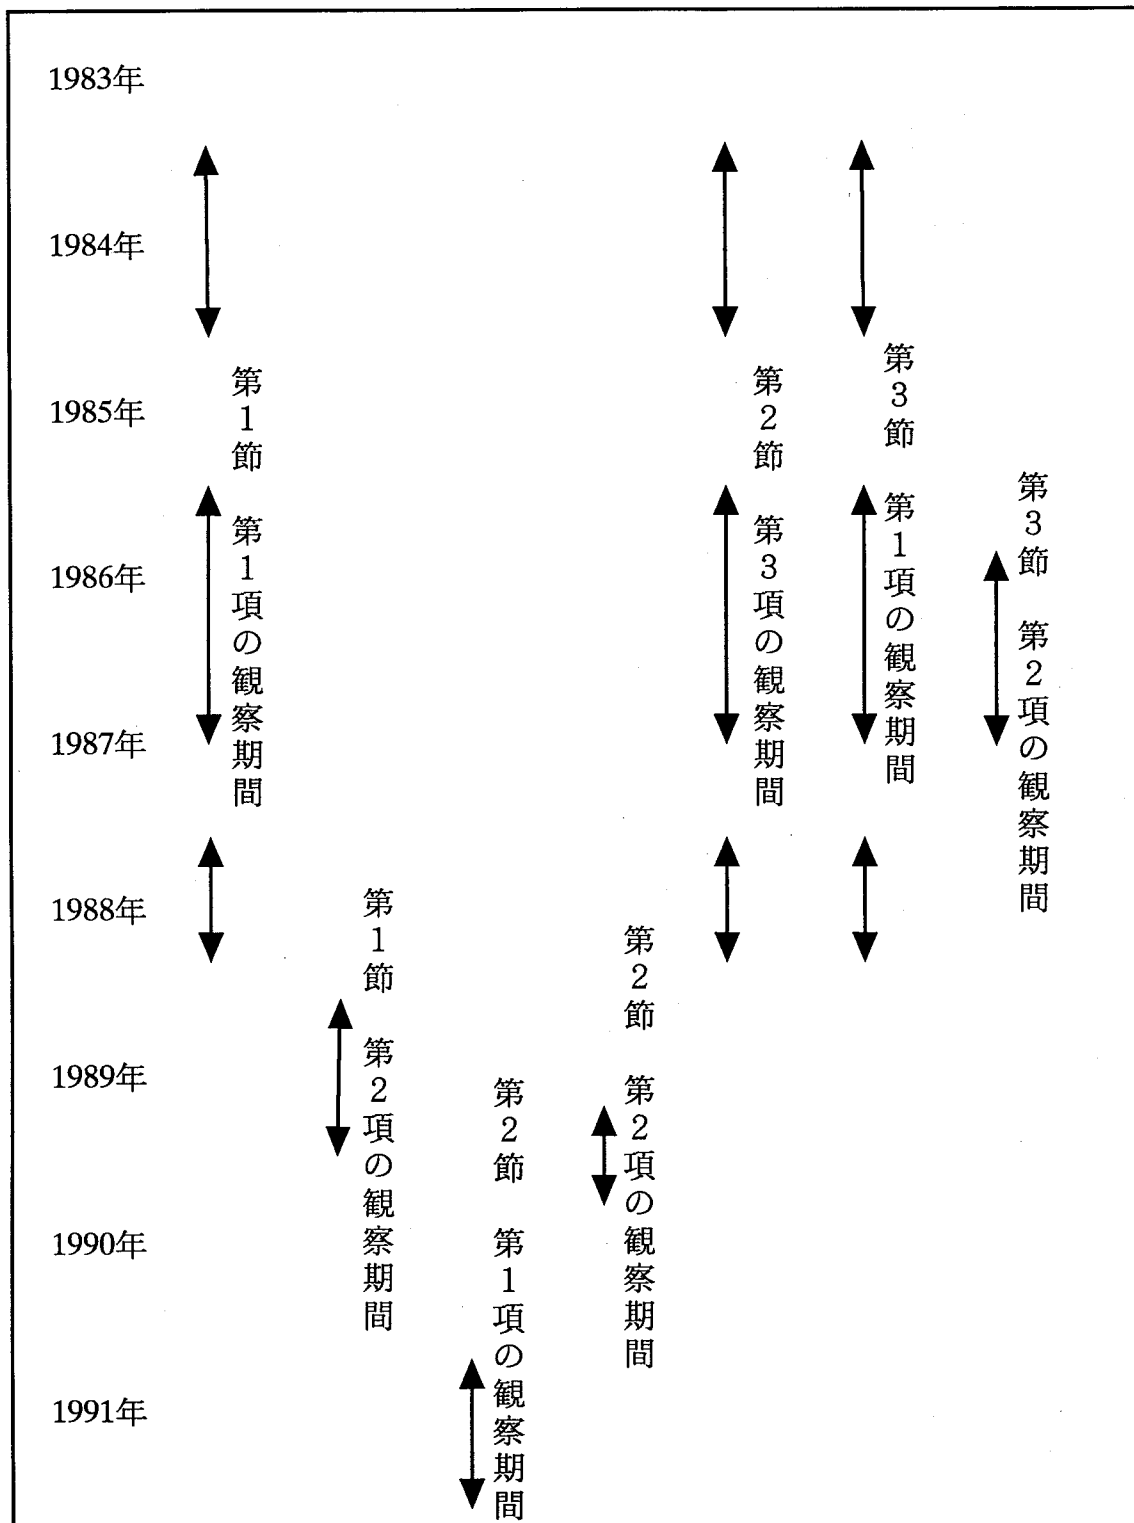 1983年
1984年
1985年
1986年
1987年
1988年
1989年
1990年
1991年
第1節 第1項の観察期間
第1節 第2項の観察期間
第2節 第1項の観察期間
第2節 第2項の観察期間
第2節 第3項の観察期間
第3節 第1項の観察期間
第3節 第2項の観察期間